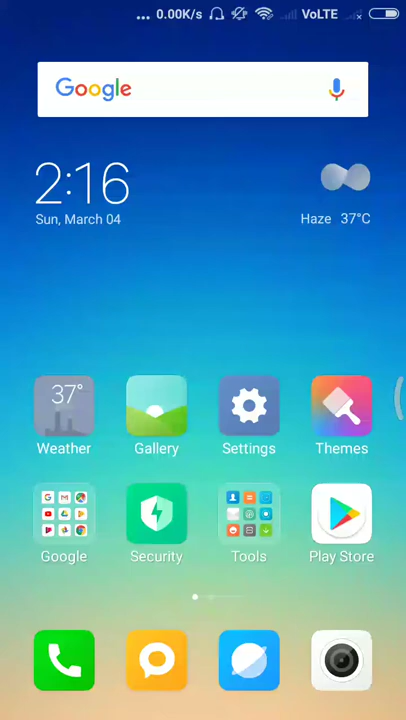 ... 0.00K/s VoLTE
Google
2:16
Sun, March 04
Haze 37°C
37°
Weather Gallery Settings Themes
Google Security Tools Play Store